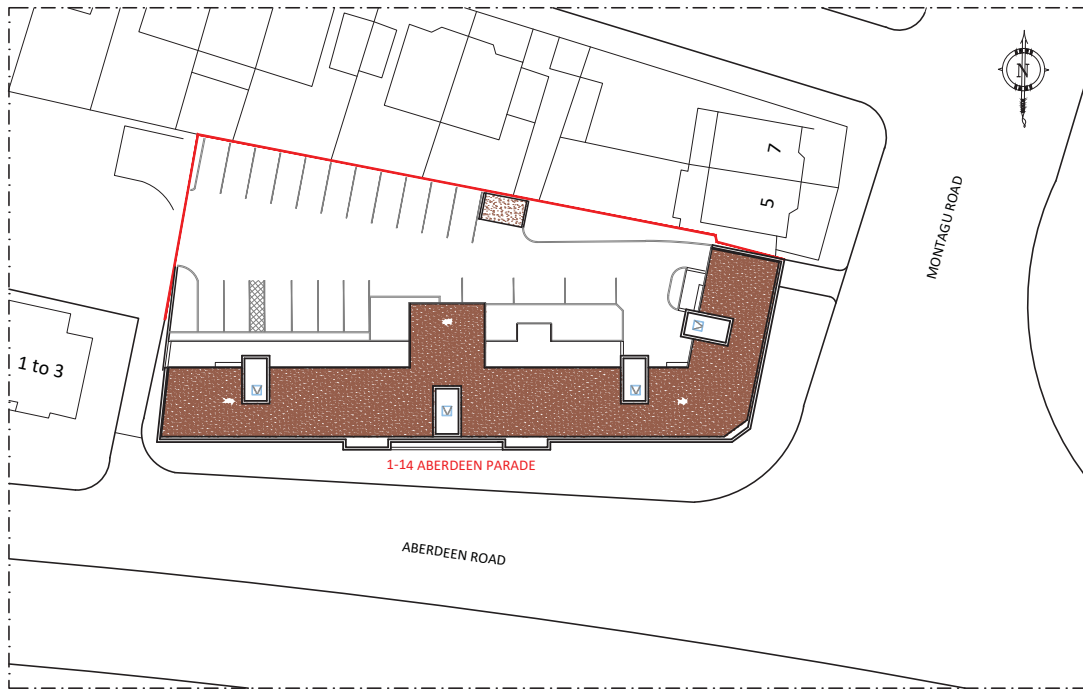 N
7
5
MONTAGU ROAD
1 to 3
1-14 ABERDEEN PARADE
ABERDEEN ROAD